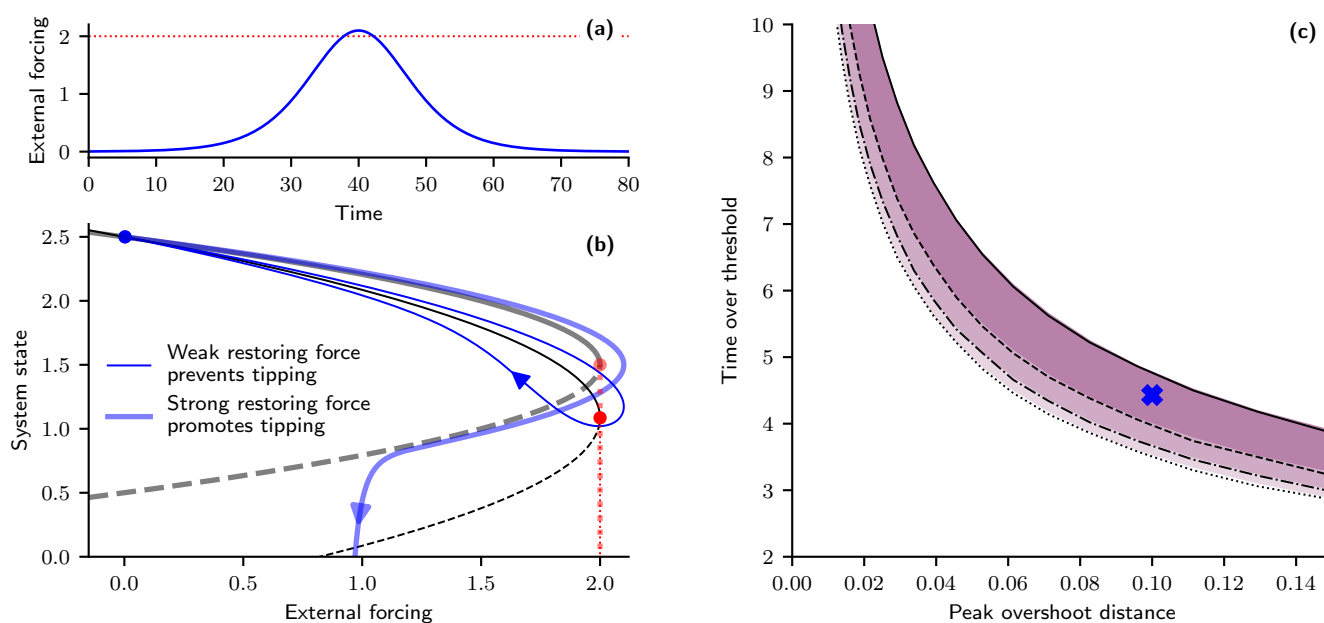 (a)
External forcing
2
1
0
0 10 20 30 40 50 60 70 80
Time
(b)
System state
2.5
2.0
1.5
1.0
0.5
0.0
Weak restoring force
prevents tipping
Strong restoring force
promotes tipping
0.0 0.5 1.0 1.5 2.0
External forcing
(c)
Time over threshold
10
9
8
7
6
5
4
3
2
0.00 0.02 0.04 0.06 0.08 0.10 0.12 0.14
Peak overshoot distance